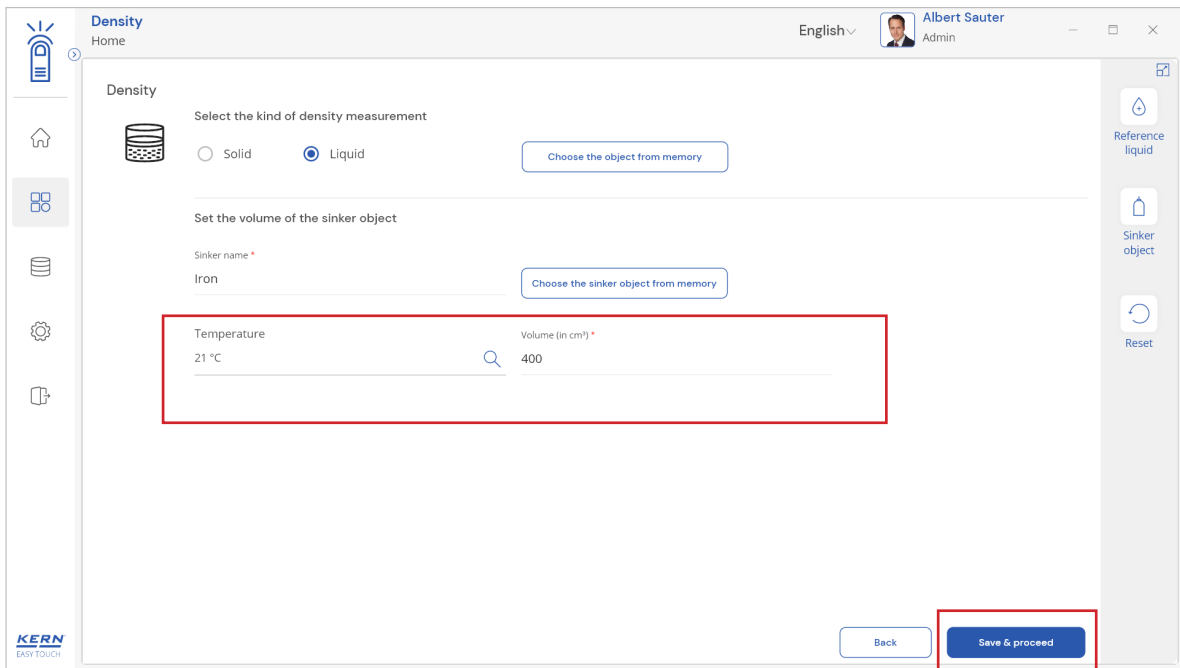 Density
Home
English
Albert Sauter
Admin
Density
Select the kind of density measurement
Solid
Liquid
Choose the object from memory
Set the volume of the sinker object
Sinker name *
Iron
Choose the sinker object from memory
Temperature
21 °C
Volume (in cm³) *
400
Reference
liquid
Sinker
object
Reset
Back
Save & proceed
KERN
EASY TOUCH